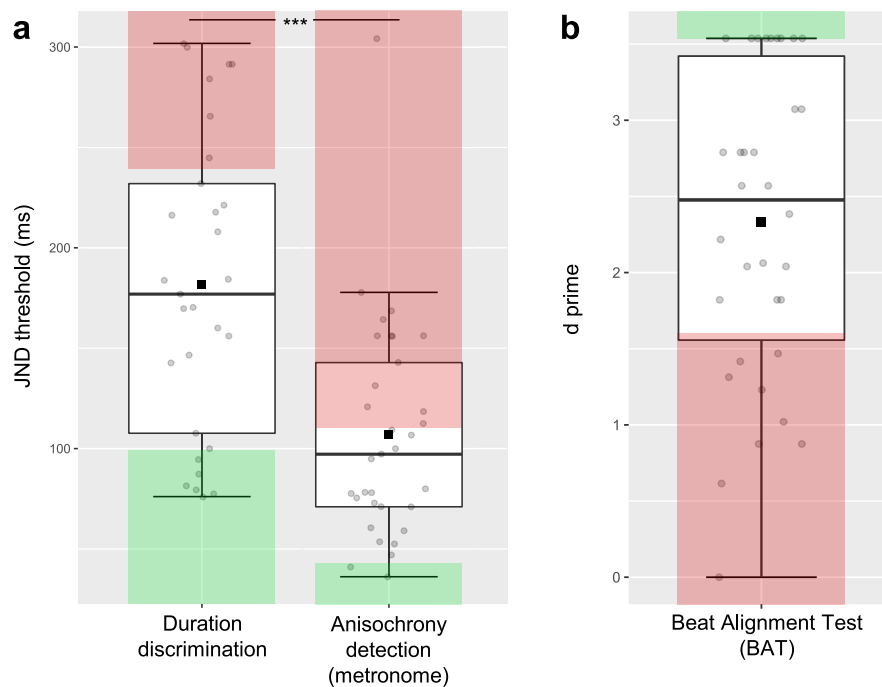 a
b
***
300
200
100
JND threshold (ms)
Duration
discrimination
Anisochrony
detection
(metronome)
3
2
1
0
d prime
Beat Alignment Test
(BAT)